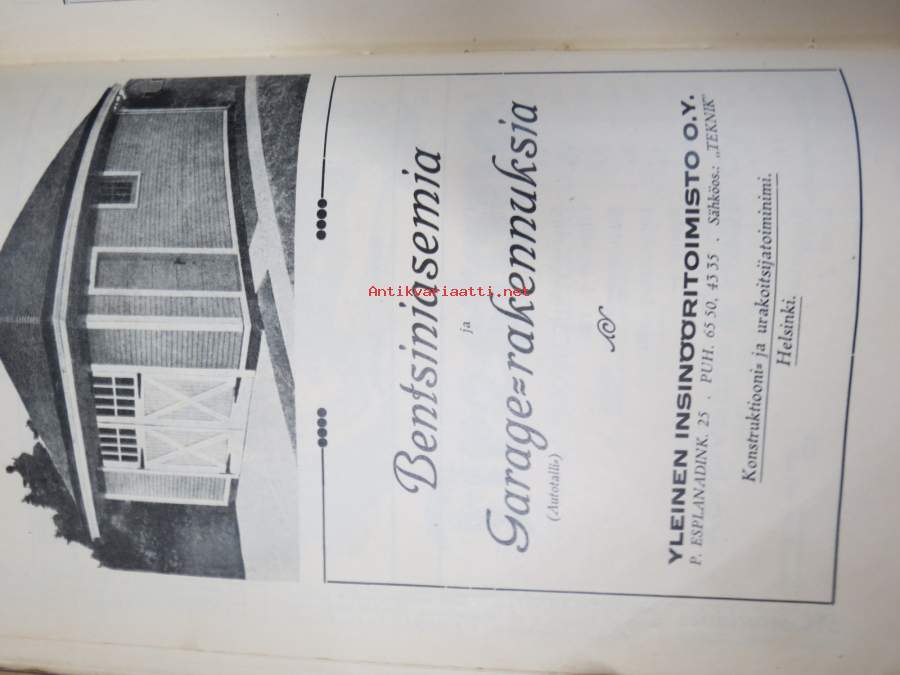 Bentsiniasemia
ja
Garage=rakennuksia
(Autotalli=)
YLEINEN INSINÖÖRITOIMISTO O.Y.
P. ESPLANADINK. 25 . PUH. 65 50, 43 35 . Sähköos.: „TEKNIK"
Konstruktiooni= ja urakoitsijatoiminimi.
Helsinki.
Antikvariaatti.net